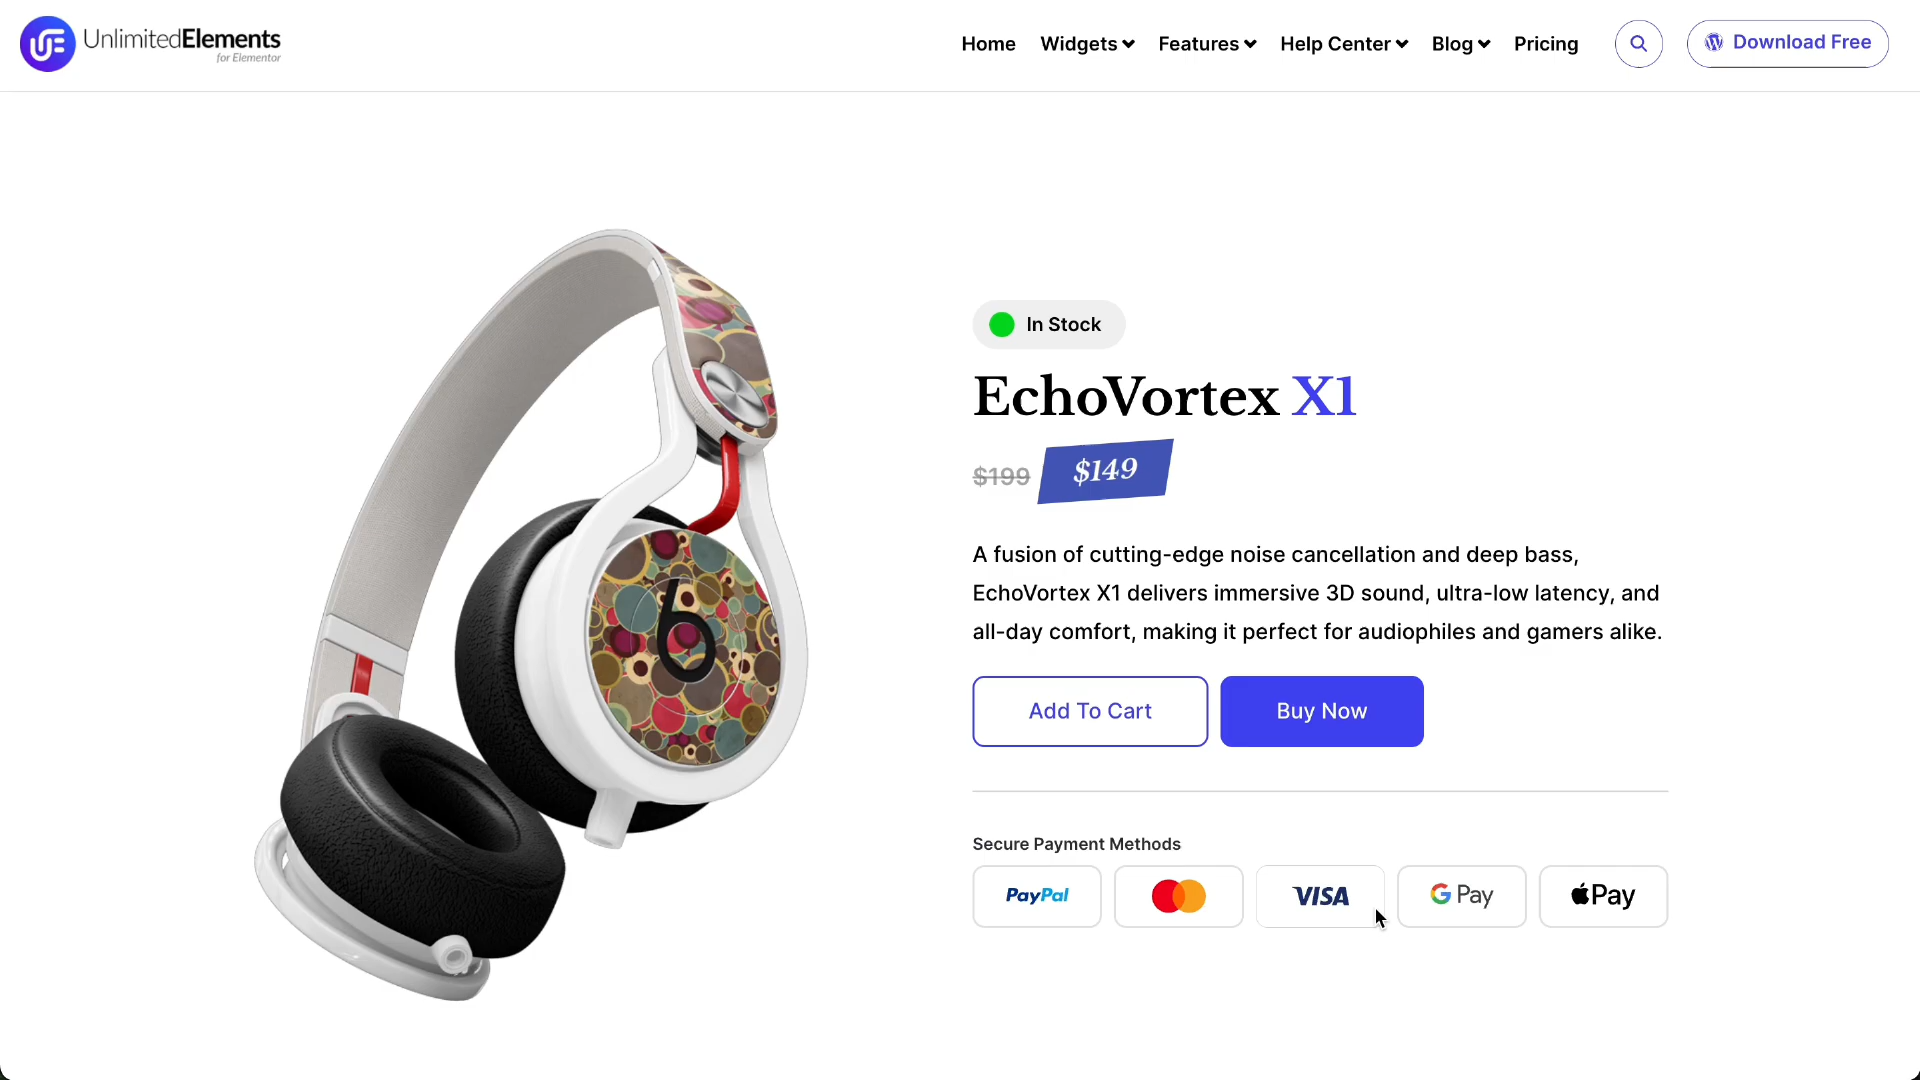 UnlimitedElements
for Elementor
Home Widgets Features Help Center Blog Pricing Download Free
In Stock
EchoVortex X1
$199 $149
A fusion of cutting-edge noise cancellation and deep bass,
EchoVortex X1 delivers immersive 3D sound, ultra-low latency, and
all-day comfort, making it perfect for audiophiles and gamers alike.
Add To Cart Buy Now
Secure Payment Methods
PayPal VISA G Pay Pay